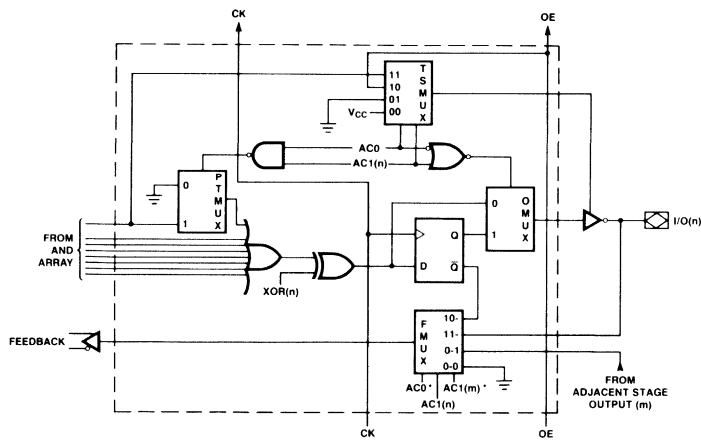 CK
OE
11
10
01
00
T
S
M
U
X
VCC
AC0
AC1(n)
0
1
P
T
M
U
X
0
1
O
M
U
X
I/O(n)
FROM
AND
ARRAY
XOR(n)
Q
D
Q̅
FEEDBACK
F
M
U
X
10-
11-
0-1
0-0
AC0*
AC1(n)
AC1(m)*
FROM
ADJACENT STAGE
OUTPUT (m)
CK
OE